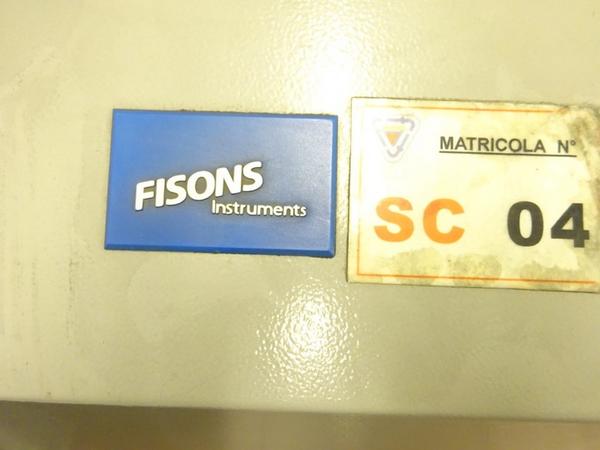 FISONS
Instruments
MATRICOLA N°
SC 04